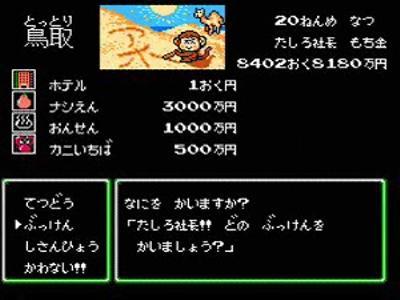 とっとり
鳥取
20ねんめ なつ
たしろ社長 もち金
8402おく8180万円
ホテル 1おく円
ナシえん 3000万円
おんせん 1000万円
カニいちば 500万円
てつどう
ぶっけん
しさんひょう
かわない!!
なにを かいますか?
「たしろ社長!! どの ぶっけんを
かいましょう?」